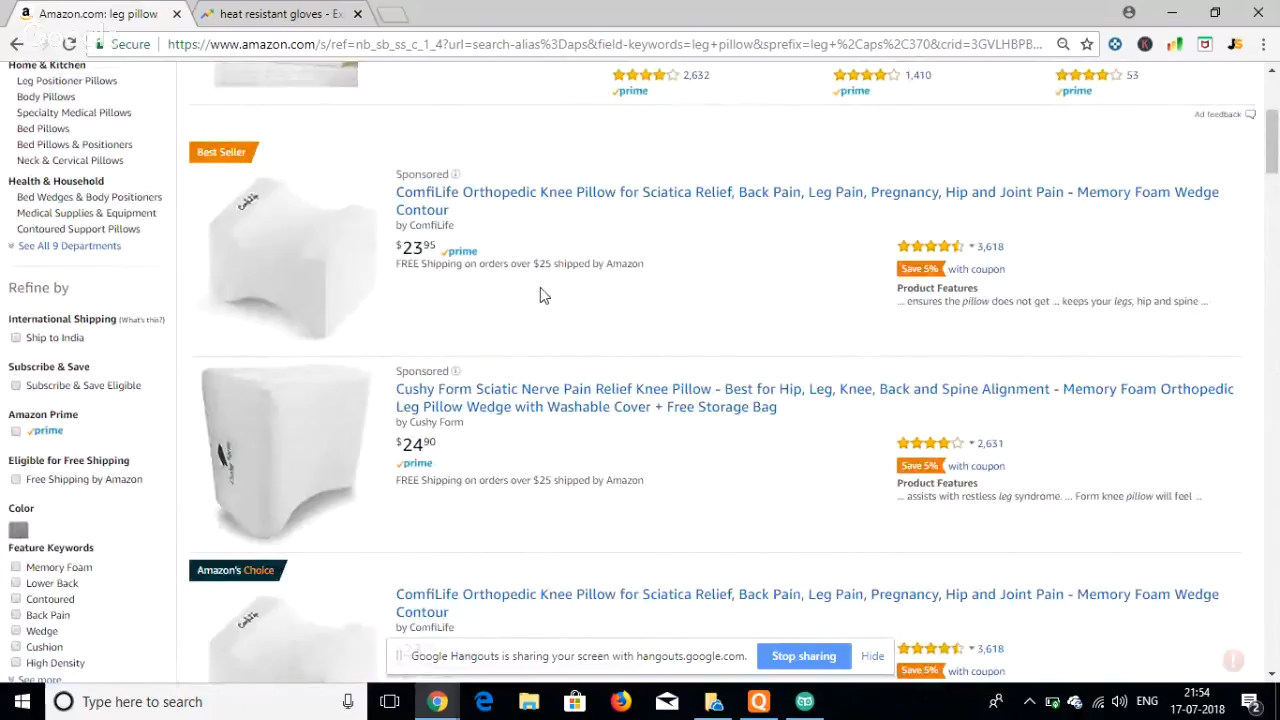 Amazon.com: leg pillow
heat resistant gloves - Ex
Secure
https://www.amazon.com/s/ref=nb_sb_ss_c_1_4?url=search-alias%3Daps&field-keywords=leg+pillow&sprefix=leg+%2Caps%2C370&crid=3GVLHBPB...
Home & Kitchen
Leg Positioner Pillows
Body Pillows
Specialty Medical Pillows
Bed Pillows
Bed Pillows & Positioners
Neck & Cervical Pillows
Health & Household
Bed Wedges & Body Positioners
Medical Supplies & Equipment
Contoured Support Pillows
See All 9 Departments
Refine by
International Shipping (What's this?)
Ship to India
Subscribe & Save
Subscribe & Save Eligible
Amazon Prime
prime
Eligible for Free Shipping
Free Shipping by Amazon
Color
Feature Keywords
Memory Foam
Lower Back
Contoured
Back Pain
Wedge
Cushion
High Density
See more
2,632
prime
1,410
prime
53
prime
Ad feedback
Best Seller
Sponsored
ComfiLife Orthopedic Knee Pillow for Sciatica Relief, Back Pain, Leg Pain, Pregnancy, Hip and Joint Pain - Memory Foam Wedge
Contour
by ComfiLife
$23 95 prime
FREE Shipping on orders over $25 shipped by Amazon
3,618
Save 5% with coupon
Product Features
... ensures the pillow does not get ... keeps your legs, hip and spine ...
Sponsored
Cushy Form Sciatic Nerve Pain Relief Knee Pillow - Best for Hip, Leg, Knee, Back and Spine Alignment - Memory Foam Orthopedic
Leg Pillow Wedge with Washable Cover + Free Storage Bag
by Cushy Form
$24 90
prime
FREE Shipping on orders over $25 shipped by Amazon
2,631
Save 5% with coupon
Product Features
... assists with restless leg syndrome. ... Form knee pillow will feel ...
Amazon's Choice
ComfiLife Orthopedic Knee Pillow for Sciatica Relief, Back Pain, Leg Pain, Pregnancy, Hip and Joint Pain - Memory Foam Wedge
Contour
by ComfiLife
3,618
Save 5% with coupon
Google Hangouts is sharing your screen with hangouts.google.com.
Stop sharing
Hide
Type here to search
ENG
21:54
17-07-2018
2